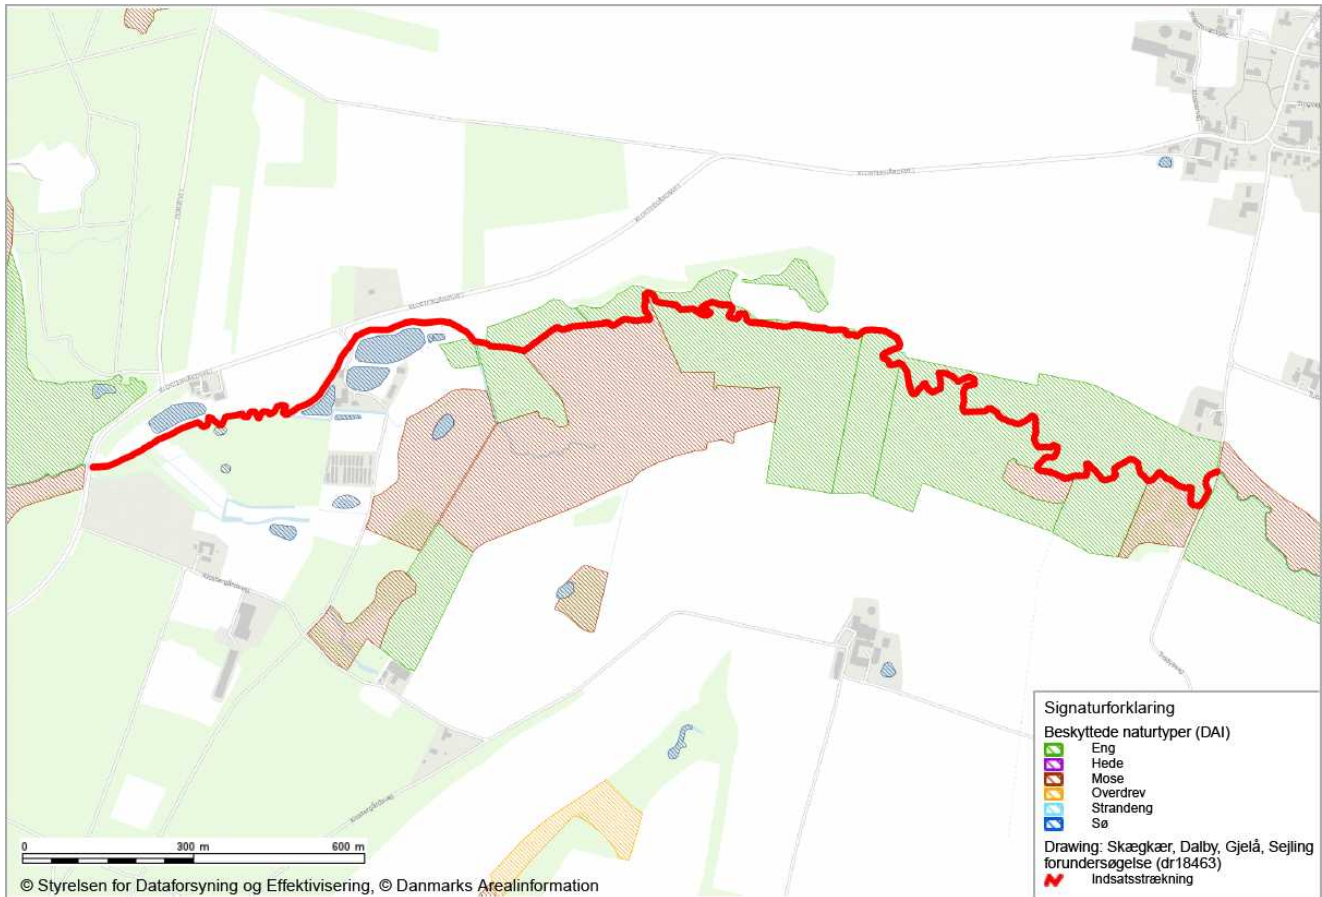 Signaturforklaring
Beskyttede naturtyper (DAI)
Eng
Hede
Mose
Overdrev
Strandeng
Sø
Drawing: Skægkær, Dalby, Gjelå, Sejling
forundersøgelse (dr18463)
Indsatsstrækning
0 300 m 600 m
© Styrelsen for Dataforsyning og Effektivisering, © Danmarks Arealinformation